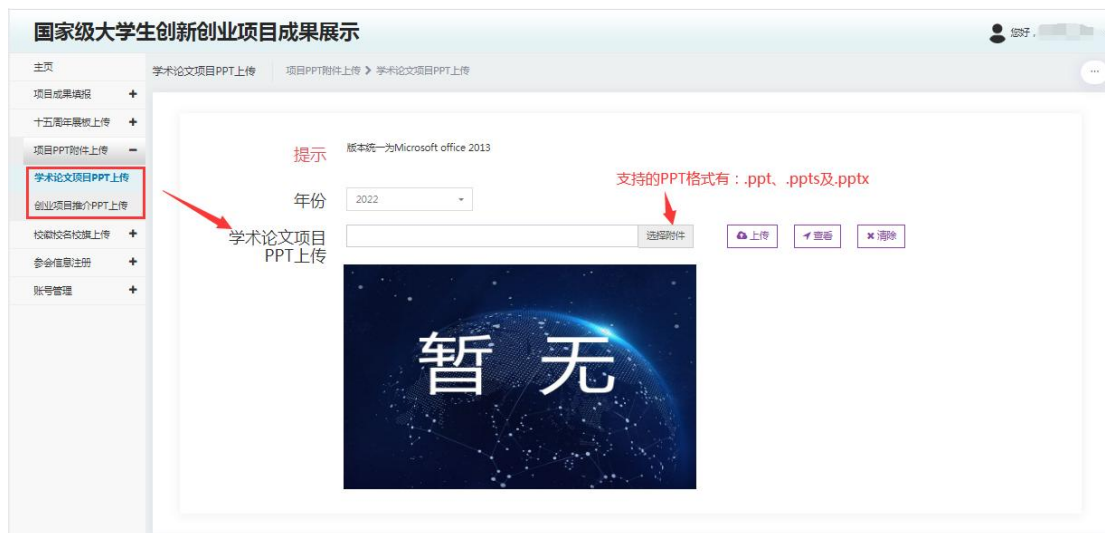 国家级大学生创新创业项目成果展示
您好，
主页
学术论文项目PPT上传
项目PPT附件上传 > 学术论文项目PPT上传
项目成果填报
十五周年展板上传
项目PPT附件上传
学术论文项目PPT上传
创业项目推介PPT上传
校徽校名校旗上传
参会信息注册
账号管理
提示
版本统一为Microsoft office 2013
支持的PPT格式有：.ppt、.ppts及.pptx
年份
2022
学术论文项目
PPT上传
选择附件
上传
查看
清除
暂 无